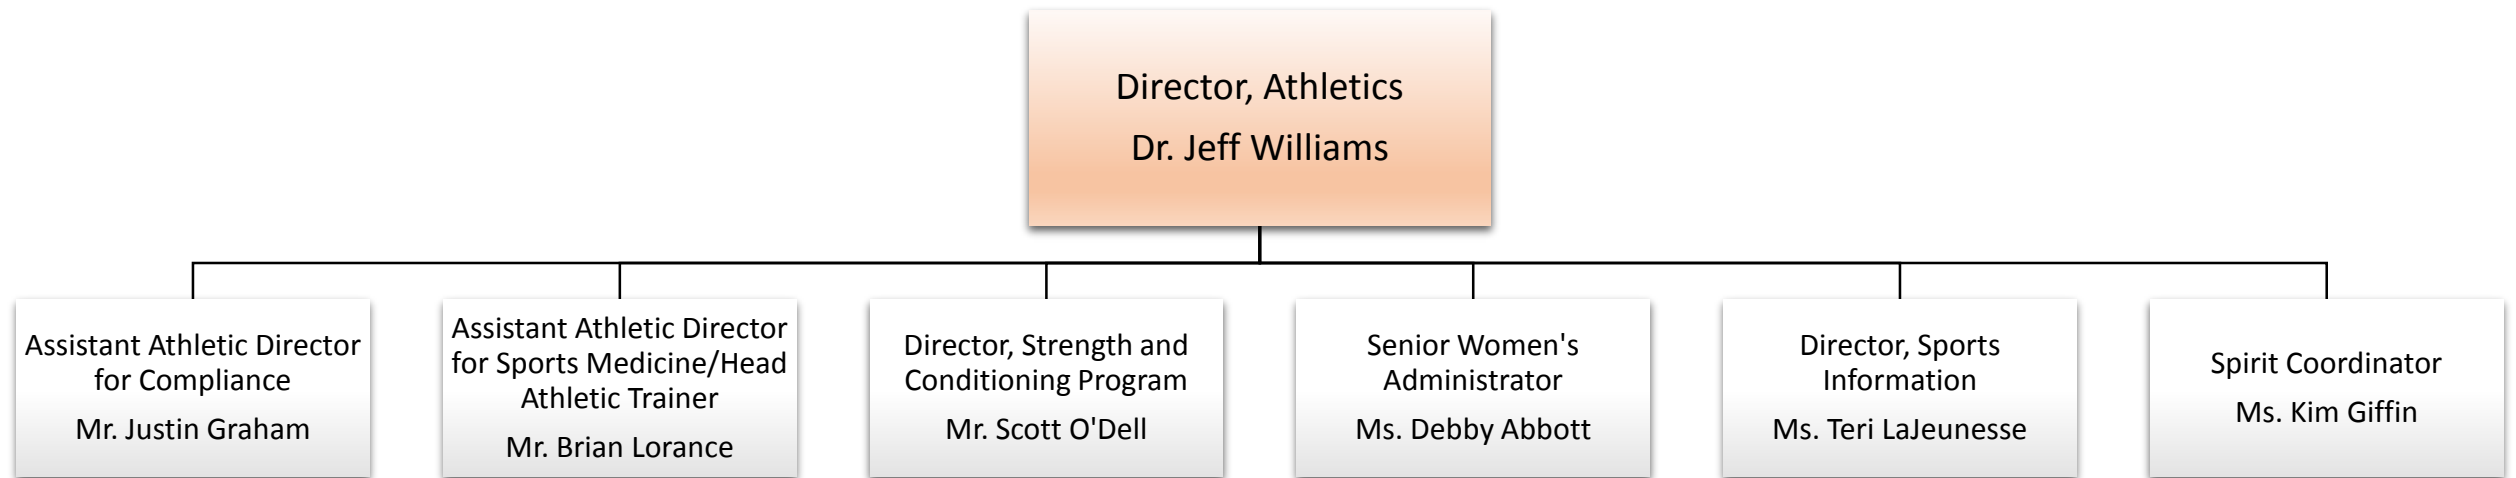 Director, Athletics
Dr. Jeff Williams
Assistant Athletic Director
for Compliance
Mr. Justin Graham
Assistant Athletic Director
for Sports Medicine/Head
Athletic Trainer
Mr. Brian Lorance
Director, Strength and
Conditioning Program
Mr. Scott O'Dell
Senior Women's
Administrator
Ms. Debby Abbott
Director, Sports
Information
Ms. Teri LaJeunesse
Spirit Coordinator
Ms. Kim Giffin